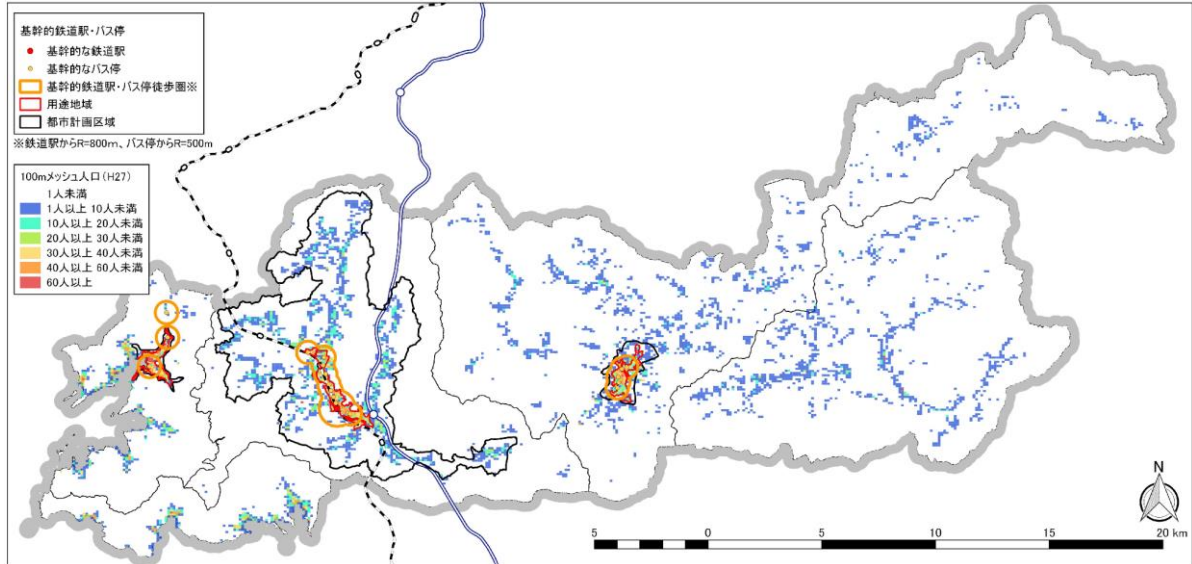 基幹的鉄道駅・バス停
基幹的な鉄道駅
基幹的なバス停
基幹的鉄道駅・バス停徒歩圏※
用途地域
都市計画区域
※鉄道駅からR=800m、バス停からR=500m
100mメッシュ人口(H27)
1人未満
1人以上 10人未満
10人以上 20人未満
20人以上 30人未満
30人以上 40人未満
40人以上 60人未満
60人以上
N
5 0 5 10 15 20 km